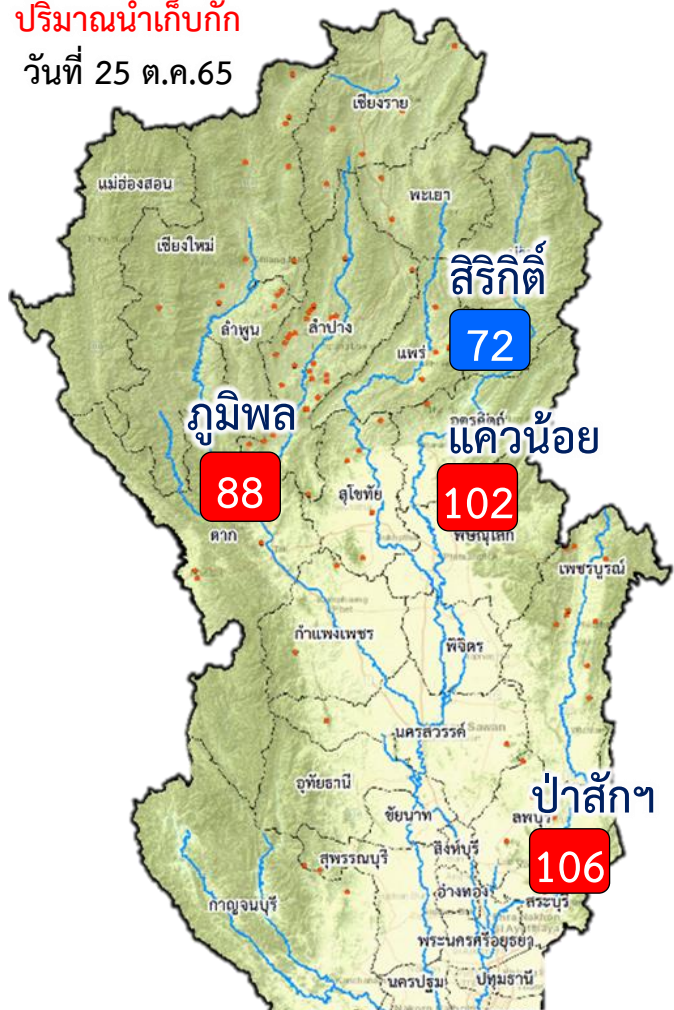 ปริมาณน้ำเก็บกัก
วันที่ 25 ต.ค.65
เชียงราย
แม่ฮ่องสอน
พะเยา
เชียงใหม่
สิริกิติ์
72
ลำพูน
ลำปาง
แพร่
ภูมิพล
อุตรดิตถ์
แควน้อย
88
102
สุโขทัย
ตาก
พิษณุโลก
เพชรบูรณ์
กำแพงเพชร
พิจิตร
นครสวรรค์
Sawan
อุทัยธานี
ป่าสักฯ
ชัยนาท
ลพบุรี
สิงห์บุรี
106
สุพรรณบุรี
อ่างทอง
สระบุรี
กาญจนบุรี
พระนครศรีอยุธยา
นครปฐม
ปทุมธานี